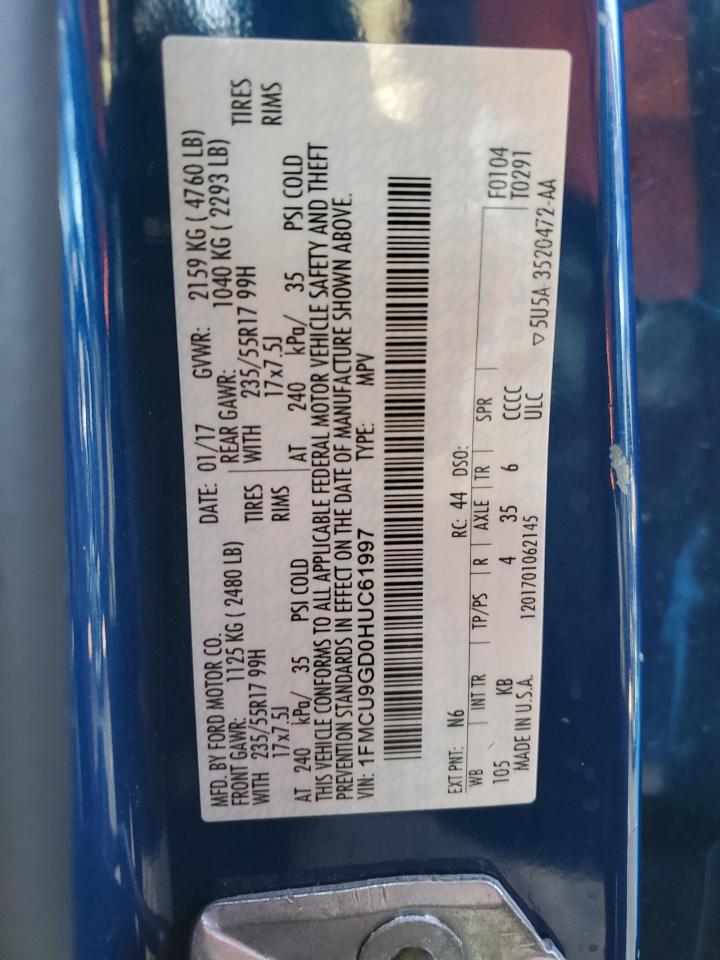 MFD. BY FORD MOTOR CO. DATE: 01/17 GVWR: 2159 KG ( 4760 LB)
FRONT GAWR: 1125 KG ( 2480 LB) REAR GAWR: 1040 KG ( 2293 LB)
WITH 235/55R17 99H TIRES WITH 235/55R17 99H TIRES
17x7.5J RIMS 17x7.5J RIMS
AT 240 kPa/ 35 PSI COLD AT 240 kPa/ 35 PSI COLD
THIS VEHICLE CONFORMS TO ALL APPLICABLE FEDERAL MOTOR VEHICLE SAFETY AND THEFT
PREVENTION STANDARDS IN EFFECT ON THE DATE OF MANUFACTURE SHOWN ABOVE.
VIN: 1FMCU9GD0HUC61997 TYPE: MPV
EXT PNT: N6 RC: 44 DSO:
WB INT TR TP/PS R AXLE TR SPR F0104
105 KB 4 35 6 CCCC T0291
MADE IN U.S.A. 1201701062145 ULC ▽5U5A-3520472-AA